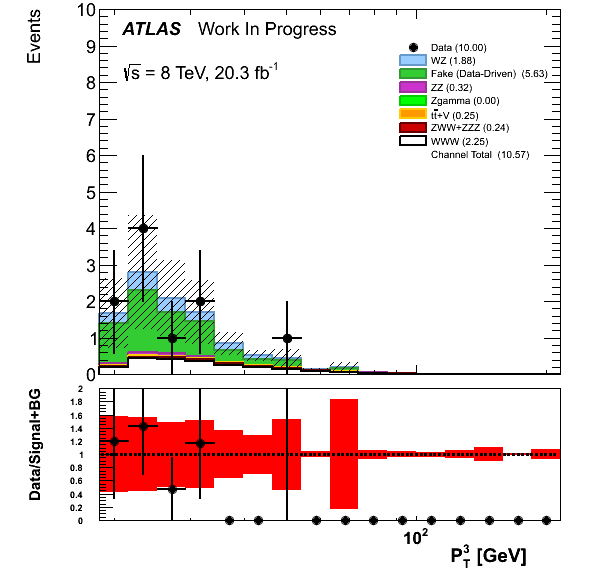 Events
10
9
8
7
6
5
4
3
2
1
0
ATLAS Work In Progress
√s = 8 TeV, 20.3 fb⁻¹
Data (10.00)
WZ (1.88)
Fake (Data-Driven) (5.63)
ZZ (0.32)
Zgamma (0.00)
tt̄+V (0.25)
ZWW+ZZZ (0.24)
WWW (2.25)
Channel Total (10.57)
Data/Signal+BG
2
1.8
1.6
1.4
1.2
1
0.8
0.6
0.4
0.2
0
10²
P³_T [GeV]